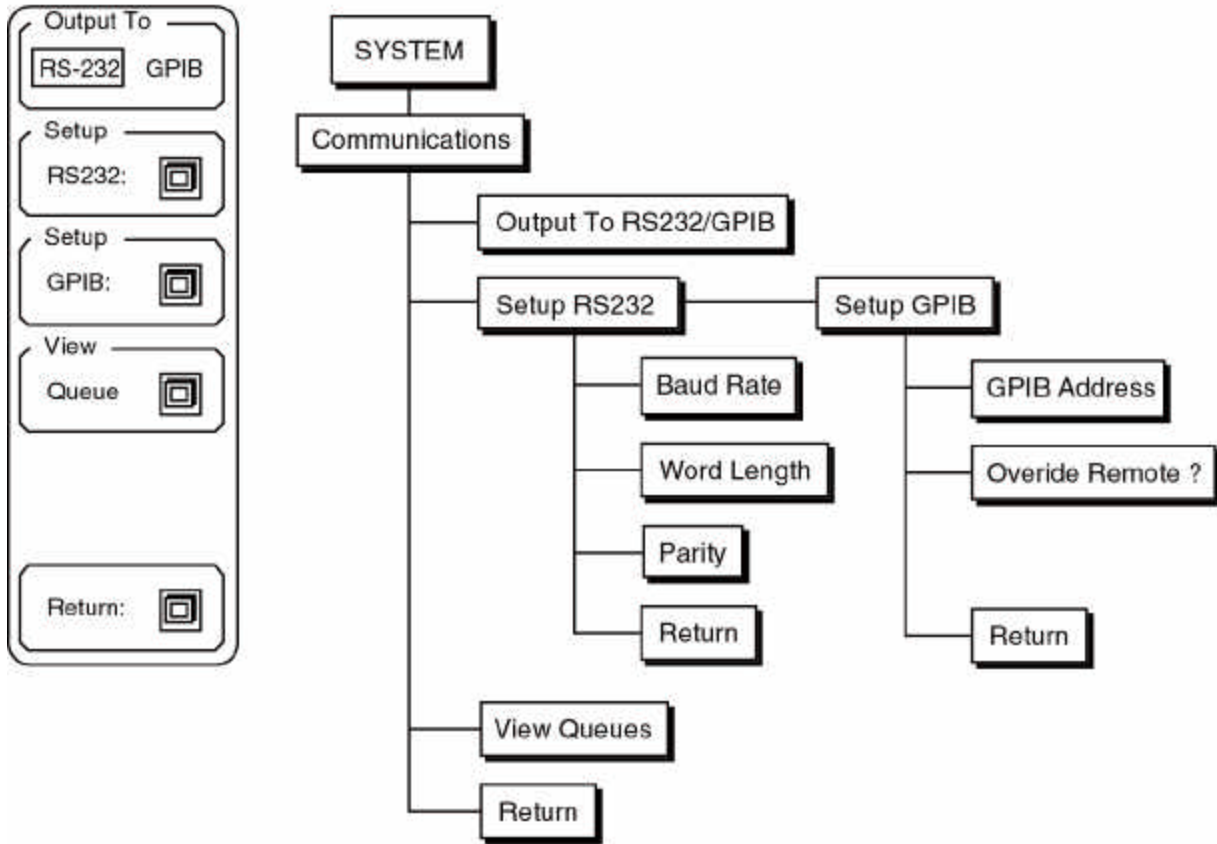 Output To
RS-232 GPIB
Setup
RS232:
Setup
GPIB:
View
Queue
Return:
SYSTEM
Communications
Output To RS232/GPIB
Setup RS232
Setup GPIB
Baud Rate
GPIB Address
Word Length
Overide Remote ?
Parity
Return
Return
View Queues
Return